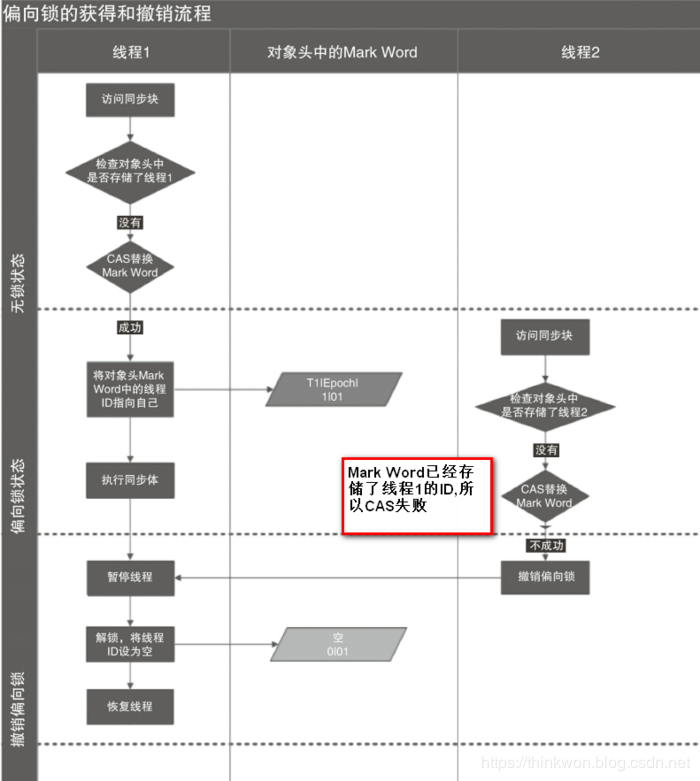 偏向锁的获得和撤销流程
线程1
对象头中的Mark Word
线程2
访问同步块
检查对象头中
是否存储了线程1
没有
CAS替换
Mark Word
无锁状态
成功
访问同步块
将对象头Mark
Word中的线程
ID指向自己
T1|Epoch|
1|01
检查对象头中
是否存储了线程2
没有
Mark Word已经存
储了线程1的ID,所
以CAS失败
执行同步体
CAS替换
Mark Word
偏向锁状态
不成功
暂停线程
撤销偏向锁
解锁，将线程
ID设为空
空
0|01
恢复线程
撤销偏向锁
https://thinkwon.blog.csdn.net